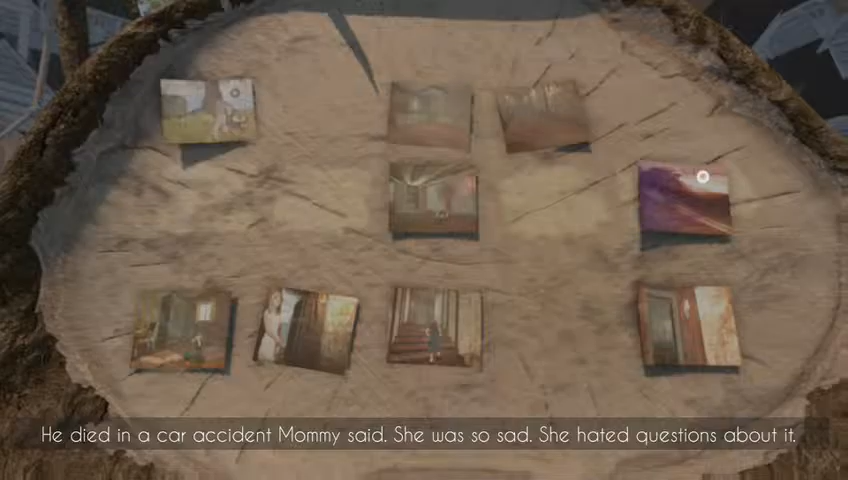 He died in a car accident Mommy said. She was so sad. She hated questions about it.